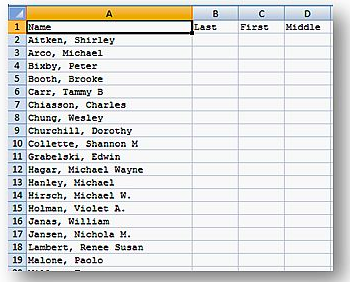 A B C D
1 Name Last First Middle
2 Aitken, Shirley
3 Arco, Michael
4 Bixby, Peter
5 Booth, Brooke
6 Carr, Tammy B
7 Chiasson, Charles
8 Chung, Wesley
9 Churchill, Dorothy
10 Collette, Shannon M
11 Grabelski, Edwin
12 Hagar, Michael Wayne
13 Hanley, Michael
14 Hirsch, Michael W.
15 Holman, Violet A.
16 Janas, William
17 Jansen, Nichola M.
18 Lambert, Renee Susan
19 Malone, Paolo